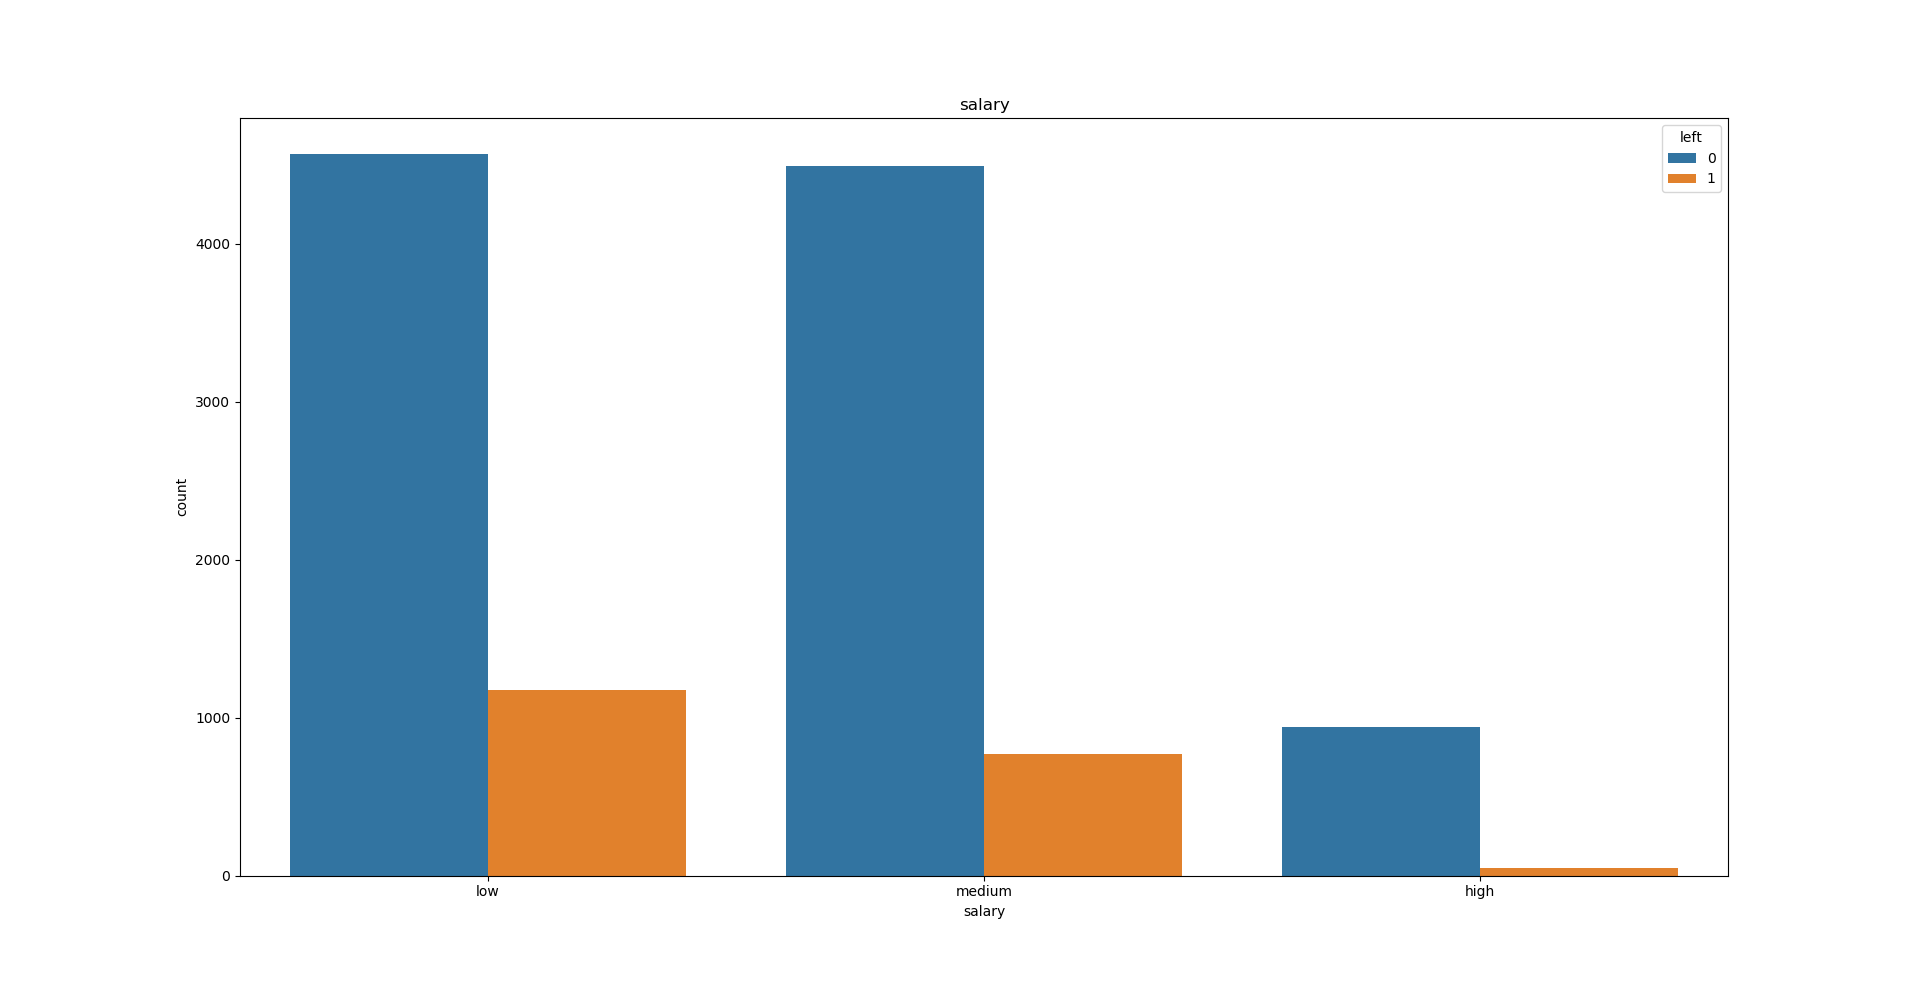 salary
left
0
1
4000
3000
2000
1000
0
count
low
medium
high
salary